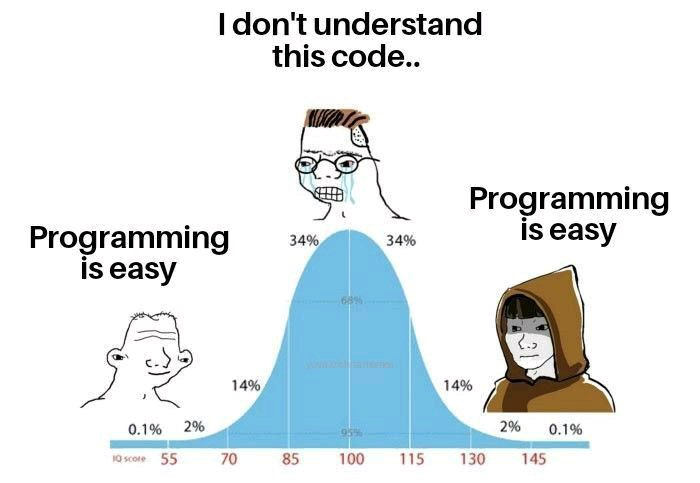 I don't understand
this code..
Programming
is easy
Programming
is easy
34% 34%
68%
14% 14%
95%
0.1% 2% 2% 0.1%
IQ score 55 70 85 100 115 130 145